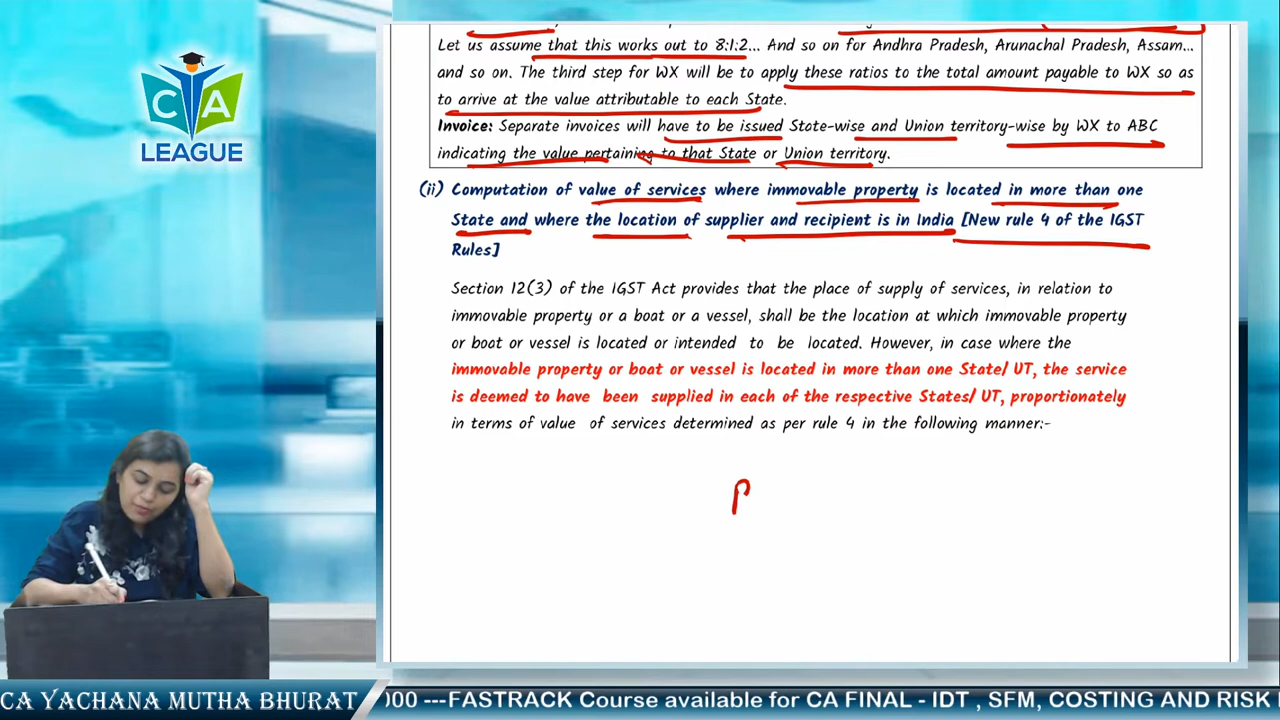 CA
LEAGUE
Let us assume that this works out to 8:1:2... And so on for Andhra Pradesh, Arunachal Pradesh, Assam...
and so on. The third step for WX will be to apply these ratios to the total amount payable to WX so as
to arrive at the value attributable to each State.
Invoice: Separate invoices will have to be issued State-wise and Union territory-wise by WX to ABC
indicating the value pertaining to that State or Union territory.
(ii) Computation of value of services where immovable property is located in more than one
State and where the location of supplier and recipient is in India [New rule 4 of the IGST
Rules]
Section 12(3) of the IGST Act provides that the place of supply of services, in relation to
immovable property or a boat or a vessel, shall be the location at which immovable property
or boat or vessel is located or intended to be located. However, in case where the
immovable property or boat or vessel is located in more than one State/ UT, the service
is deemed to have been supplied in each of the respective States/ UT, proportionately
in terms of value of services determined as per rule 4 in the following manner:-
CA YACHANA MUTHA BHURAT
000 ---FASTRACK Course available for CA FINAL - IDT , SFM, COSTING AND RISK